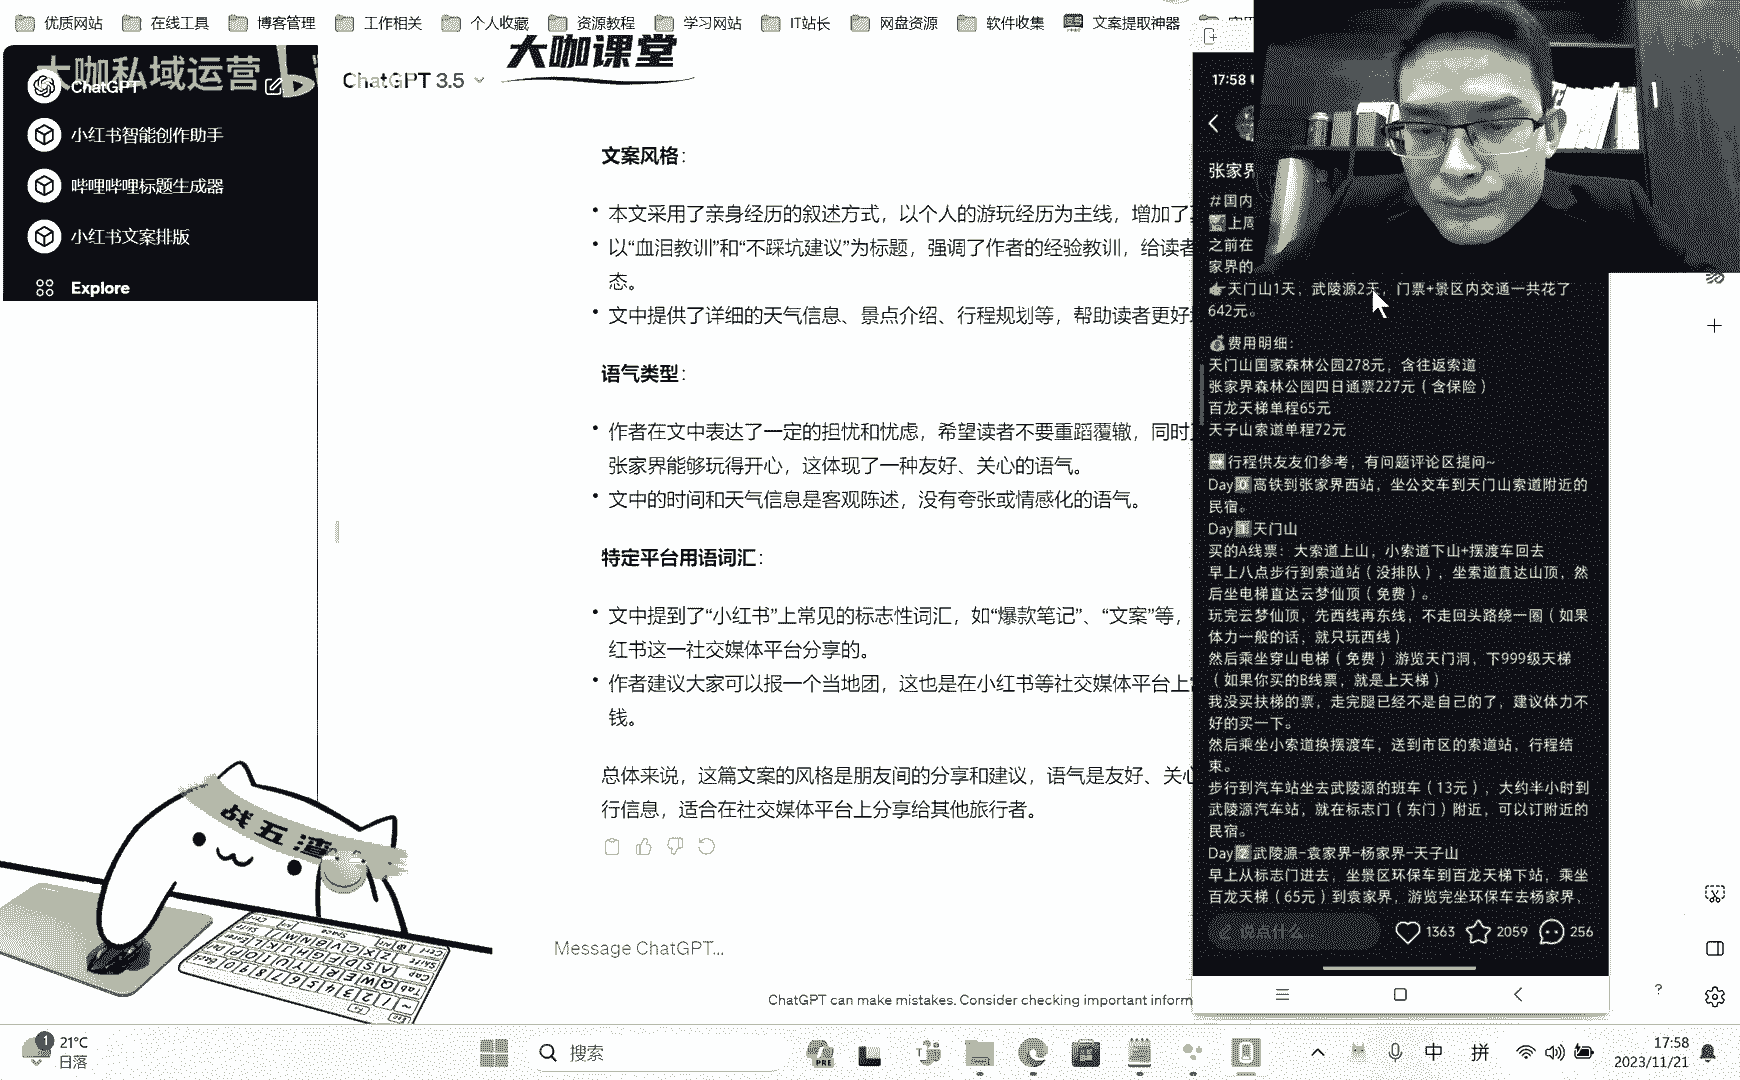 优质网站 在线工具 博客管理 工作相关 个人收藏 资源教程 学习网站 IT站长 网盘资源 软件收集 文案提取神器
大咖课堂
大咖私域运营
ChatGPT
小红书智能创作助手
哔哩哔哩标题生成器
小红书文案排版
Explore
ChatGPT 3.5
文案风格：
本文采用了亲身经历的叙述方式，以个人的游玩经历为主线，增加了
以“血泪教训”和“不踩坑建议”为标题，强调了作者的经验教训，给读者
态。
文中提供了详细的天气信息、景点介绍、行程规划等，帮助读者更好
语气类型：
作者在文中表达了一定的担忧和忧虑，希望读者不要重蹈覆辙，同时
张家界能够玩得开心，这体现了一种友好、关心的语气。
文中的时间和天气信息是客观陈述，没有夸张或情感化的语气。
特定平台用语词汇：
文中提到了“小红书”上常见的标志性词汇，如“爆款笔记”、“文案”等，
红书这一社交媒体平台分享的。
作者建议大家可以报一个当地团，这也是在小红书等社交媒体平台上
钱。
总体来说，这篇文案的风格是朋友间的分享和建议，语气是友好、关心
行信息，适合在社交媒体平台上分享给其他旅行者。
Message ChatGPT...
ChatGPT can make mistakes. Consider checking important inform
17:58
张家界
#国内
上周
之前在
家界的
天门山1天，武陵源2天，门票+景区内交通一共花了
642元。
费用明细：
天门山国家森林公园278元，含往返索道
张家界森林公园四日通票227元（含保险）
百龙天梯单程65元
天子山索道单程72元
行程供友友们参考，有问题评论区提问~
Day0高铁到张家界西站，坐公交车到天门山索道附近的
民宿。
Day1天门山
买的A线票：大索道上山，小索道下山+摆渡车回去
早上八点步行到索道站（没排队），坐索道直达山顶，然
后坐电梯直达云梦仙顶（免费）。
玩完云梦仙顶，先西线再东线，不走回头路绕一圈（如果
体力一般的话，就只玩西线）
然后乘坐穿山电梯（免费）游览天门洞，下999级天梯
（如果你买的B线票，就是上天梯）
我没买扶梯的票，走完腿已经不是自己的了，建议体力不
好的买一下。
然后乘坐小索道换摆渡车，送到市区的索道站，行程结
束。
步行到汽车站坐去武陵源的班车（13元），大约半小时到
武陵源汽车站，就在标志门（东门）附近，可以订附近的
民宿。
Day2武陵源-袁家界-杨家界-天子山
早上从标志门进去，坐景区环保车到百龙天梯下站，乘坐
百龙天梯（65元）到袁家界，游览完坐环保车去杨家界，
说点什么...
1363 2059 256
战五渣
1
21°C
日落
搜索
中 拼
17:58
2023/11/21